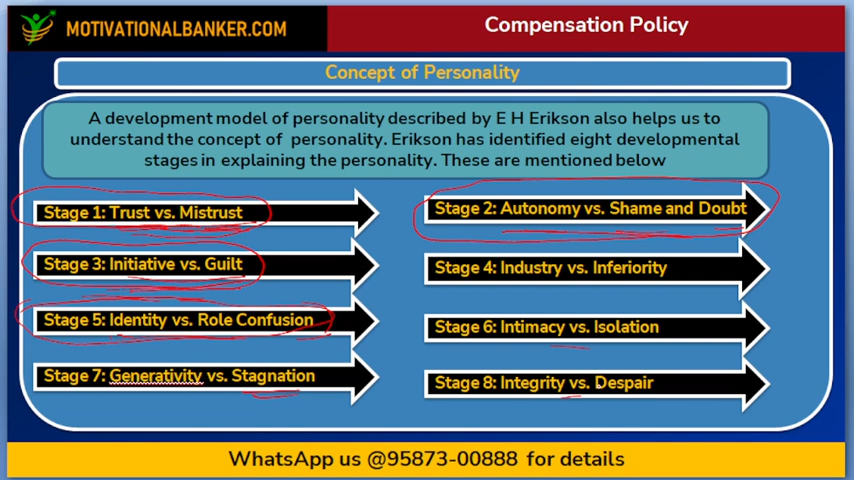 MOTIVATIONALBANKER.COM
Compensation Policy
Concept of Personality
A development model of personality described by E H Erikson also helps us to
understand the concept of personality. Erikson has identified eight developmental
stages in explaining the personality. These are mentioned below
Stage 1: Trust vs. Mistrust
Stage 2: Autonomy vs. Shame and Doubt
Stage 3: Initiative vs. Guilt
Stage 4: Industry vs. Inferiority
Stage 5: Identity vs. Role Confusion
Stage 6: Intimacy vs. Isolation
Stage 7: Generativity vs. Stagnation
Stage 8: Integrity vs. Despair
WhatsApp us @95873-00888 for details